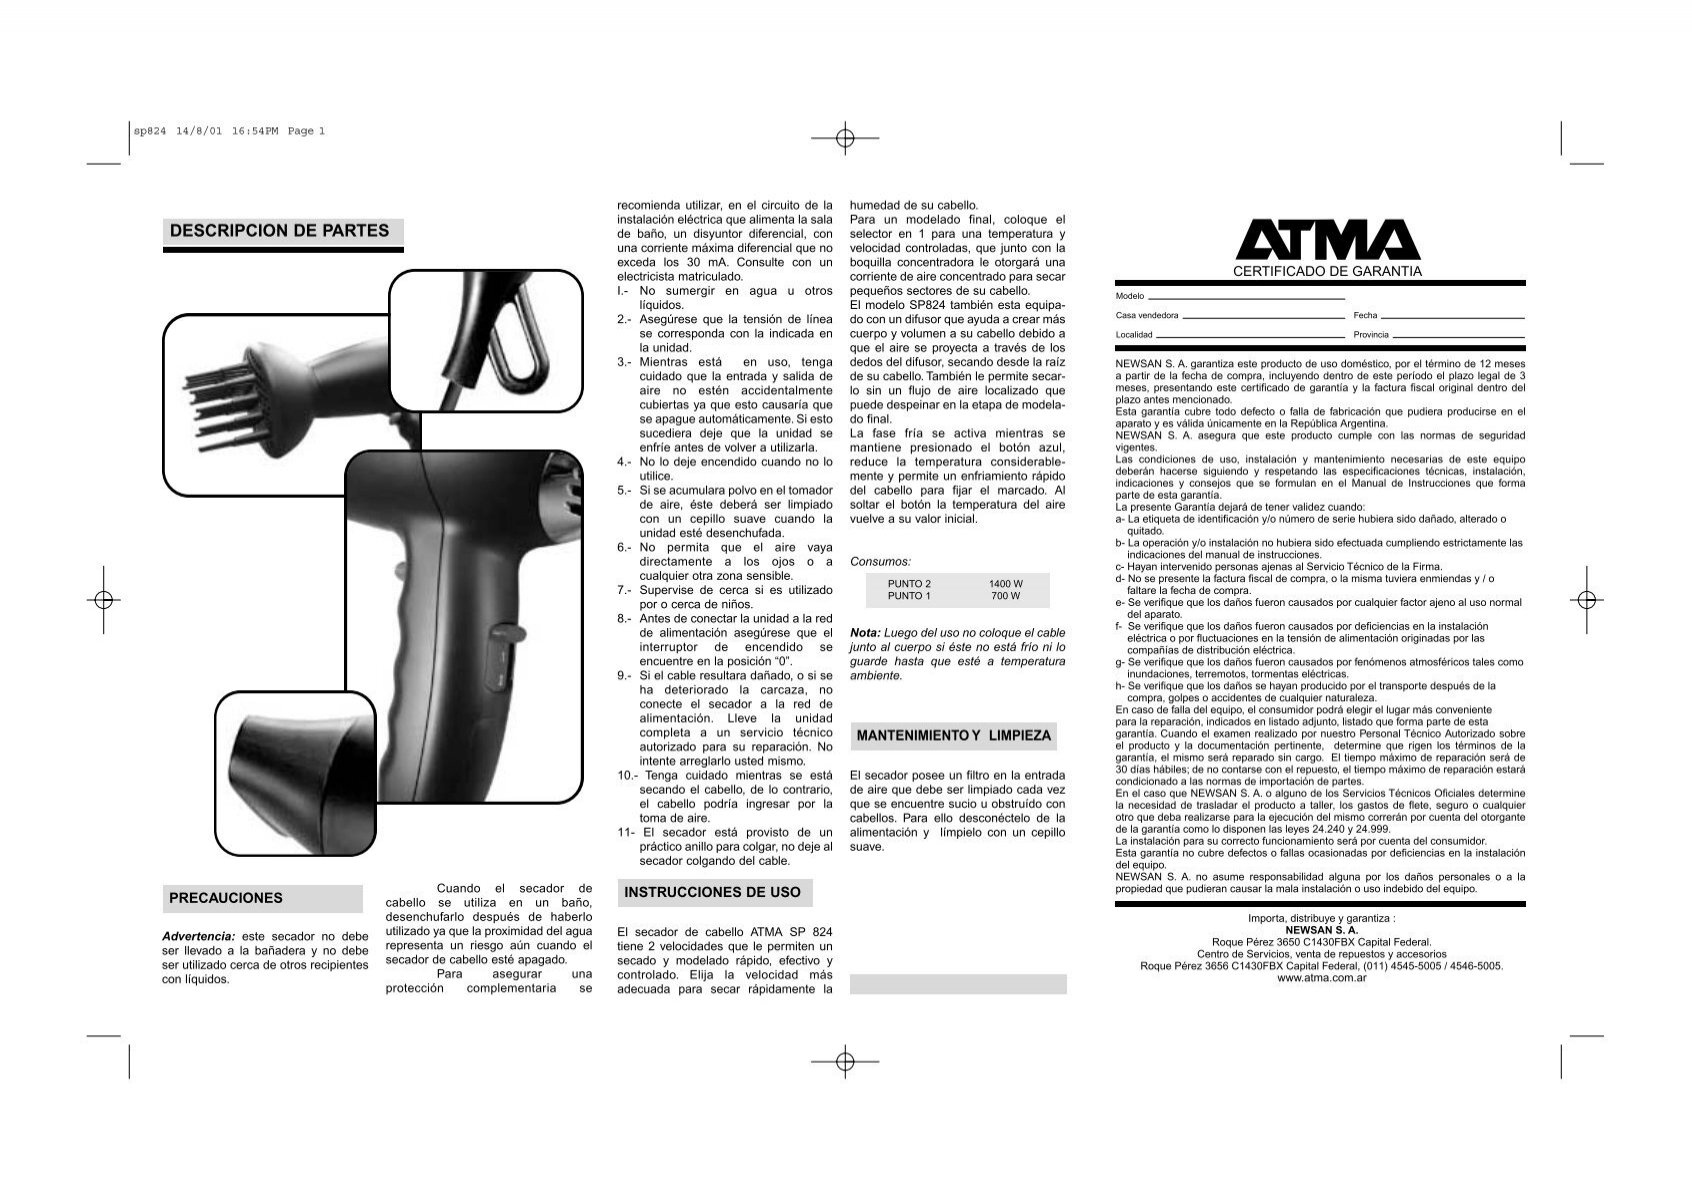 sp824 14/8/01 16:54PM Page 1
DESCRIPCION DE PARTES
PRECAUCIONES
Advertencia: este secador no debe
ser llevado a la bañadera y no debe
ser utilizado cerca de otros recipientes
con líquidos.
Cuando el secador de
cabello se utiliza en un baño,
desenchufarlo después de haberlo
utilizado ya que la proximidad del agua
representa un riesgo aún cuando el
secador de cabello esté apagado.
Para asegurar una
protección complementaria se
recomienda utilizar, en el circuito de la
instalación eléctrica que alimenta la sala
de baño, un disyuntor diferencial, con
una corriente máxima diferencial que no
exceda los 30 mA. Consulte con un
electricista matriculado.
I.- No sumergir en agua u otros
líquidos.
2.- Asegúrese que la tensión de línea
se corresponda con la indicada en
la unidad.
3.- Mientras está en uso, tenga
cuidado que la entrada y salida de
aire no estén accidentalmente
cubiertas ya que esto causaría que
se apague automáticamente. Si esto
sucediera deje que la unidad se
enfríe antes de volver a utilizarla.
4.- No lo deje encendido cuando no lo
utilice.
5.- Si se acumulara polvo en el tomador
de aire, éste deberá ser limpiado
con un cepillo suave cuando la
unidad esté desenchufada.
6.- No permita que el aire vaya
directamente a los ojos o a
cualquier otra zona sensible.
7.- Supervise de cerca si es utilizado
por o cerca de niños.
8.- Antes de conectar la unidad a la red
de alimentación asegúrese que el
interruptor de encendido se
encuentre en la posición “0”.
9.- Si el cable resultara dañado, o si se
ha deteriorado la carcaza, no
conecte el secador a la red de
alimentación. Lleve la unidad
completa a un servicio técnico
autorizado para su reparación. No
intente arreglarlo usted mismo.
10.- Tenga cuidado mientras se está
secando el cabello, de lo contrario,
el cabello podría ingresar por la
toma de aire.
11- El secador está provisto de un
práctico anillo para colgar, no deje al
secador colgando del cable.
INSTRUCCIONES DE USO
El secador de cabello ATMA SP 824
tiene 2 velocidades que le permiten un
secado y modelado rápido, efectivo y
controlado. Elija la velocidad más
adecuada para secar rápidamente la
humedad de su cabello.
Para un modelado final, coloque el
selector en 1 para una temperatura y
velocidad controladas, que junto con la
boquilla concentradora le otorgará una
corriente de aire concentrado para secar
pequeños sectores de su cabello.
El modelo SP824 también esta equipa-
do con un difusor que ayuda a crear más
cuerpo y volumen a su cabello debido a
que el aire se proyecta a través de los
dedos del difusor, secando desde la raíz
de su cabello. También le permite secar-
lo sin un flujo de aire localizado que
puede despeinar en la etapa de modela-
do final.
La fase fría se activa mientras se
mantiene presionado el botón azul,
reduce la temperatura considerable-
mente y permite un enfriamiento rápido
del cabello para fijar el marcado. Al
soltar el botón la temperatura del aire
vuelve a su valor inicial.
Consumos:
PUNTO 2 1400 W
PUNTO 1 700 W
Nota: Luego del uso no coloque el cable
junto al cuerpo si éste no está frío ni lo
guarde hasta que esté a temperatura
ambiente.
MANTENIMIENTO Y LIMPIEZA
El secador posee un filtro en la entrada
de aire que debe ser limpiado cada vez
que se encuentre sucio u obstruído con
cabellos. Para ello desconéctelo de la
alimentación y límpielo con un cepillo
suave.
ATMA
CERTIFICADO DE GARANTIA
Modelo
Casa vendedora Fecha
Localidad Provincia
NEWSAN S. A. garantiza este producto de uso doméstico, por el término de 12 meses
a partir de la fecha de compra, incluyendo dentro de este período el plazo legal de 3
meses, presentando este certificado de garantía y la factura fiscal original dentro del
plazo antes mencionado.
Esta garantía cubre todo defecto o falla de fabricación que pudiera producirse en el
aparato y es válida únicamente en la República Argentina.
NEWSAN S. A. asegura que este producto cumple con las normas de seguridad
vigentes.
Las condiciones de uso, instalación y mantenimiento necesarias de este equipo
deberán hacerse siguiendo y respetando las especificaciones técnicas, instalación,
indicaciones y consejos que se formulan en el Manual de Instrucciones que forma
parte de esta garantía.
La presente Garantía dejará de tener validez cuando:
a- La etiqueta de identificación y/o número de serie hubiera sido dañado, alterado o
quitado.
b- La operación y/o instalación no hubiera sido efectuada cumpliendo estrictamente las
indicaciones del manual de instrucciones.
c- Hayan intervenido personas ajenas al Servicio Técnico de la Firma.
d- No se presente la factura fiscal de compra, o la misma tuviera enmiendas y / o
faltare la fecha de compra.
e- Se verifique que los daños fueron causados por cualquier factor ajeno al uso normal
del aparato.
f- Se verifique que los daños fueron causados por deficiencias en la instalación
eléctrica o por fluctuaciones en la tensión de alimentación originadas por las
compañías de distribución eléctrica.
g- Se verifique que los daños fueron causados por fenómenos atmosféricos tales como
inundaciones, terremotos, tormentas eléctricas.
h- Se verifique que los daños se hayan producido por el transporte después de la
compra, golpes o accidentes de cualquier naturaleza.
En caso de falla del equipo, el consumidor podrá elegir el lugar más conveniente
para la reparación, indicados en listado adjunto, listado que forma parte de esta
garantía. Cuando el examen realizado por nuestro Personal Técnico Autorizado sobre
el producto y la documentación pertinente, determine que rigen los términos de la
garantía, el mismo será reparado sin cargo. El tiempo máximo de reparación será de
30 días hábiles; de no contarse con el repuesto, el tiempo máximo de reparación estará
condicionado a las normas de importación de partes.
En el caso que NEWSAN S. A. o alguno de los Servicios Técnicos Oficiales determine
la necesidad de trasladar el producto a taller, los gastos de flete, seguro o cualquier
otro que deba realizarse para la ejecución del mismo correrán por cuenta del otorgante
de la garantía como lo disponen las leyes 24.240 y 24.999.
La instalación para su correcto funcionamiento será por cuenta del consumidor.
Esta garantía no cubre defectos o fallas ocasionadas por deficiencias en la instalación
del equipo.
NEWSAN S. A. no asume responsabilidad alguna por los daños personales o a la
propiedad que pudieran causar la mala instalación o uso indebido del equipo.
Importa, distribuye y garantiza :
NEWSAN S. A.
Roque Pérez 3650 C1430FBX Capital Federal.
Centro de Servicios, venta de repuestos y accesorios
Roque Pérez 3656 C1430FBX Capital Federal, (011) 4545-5005 / 4546-5005.
www.atma.com.ar